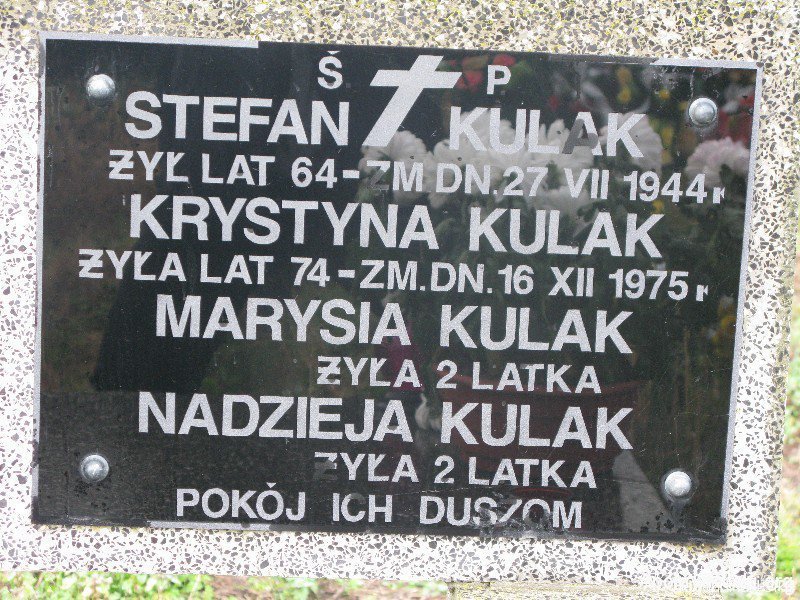 Ś P
STEFAN KULAK
ŻYŁ LAT 64-ZM DN.27 VII 1944 r
KRYSTYNA KULAK
ŻYŁA LAT 74-ZM.DN.16 XII 1975 r
MARYSIA KULAK
ŻYŁA 2 LATKA
NADZIEJA KULAK
ŻYŁA 2 LATKA
POKÓJ ICH DUSZOM